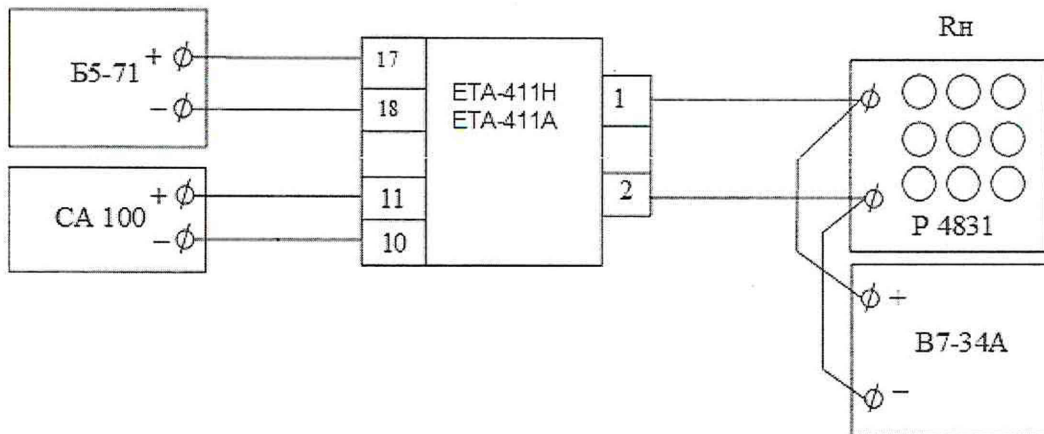 Rн
Б5-71
+
−
17
18
ЕТА-411Н
ЕТА-411А
1
2
СА 100
+
−
11
10
Р 4831
+
−
В7-34А